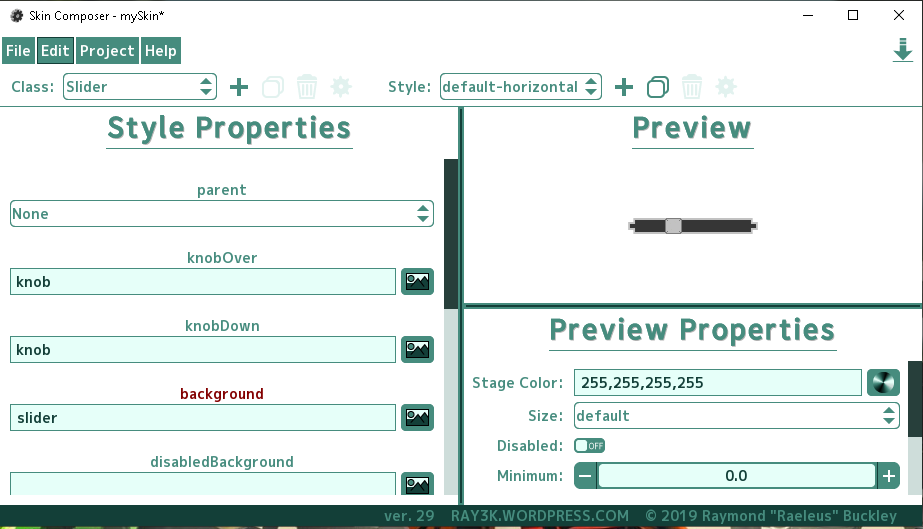 Skin Composer - mySkin*
File Edit Project Help
Class: Slider Style: default-horizontal
Style Properties
parent
None
knobOver
knob
knobDown
knob
background
slider
disabledBackground
Preview
Preview Properties
Stage Color: 255,255,255,255
Size: default
Disabled: OFF
Minimum: 0.0
ver. 29 RAY3K.WORDPRESS.COM © 2019 Raymond "Raeleus" Buckley